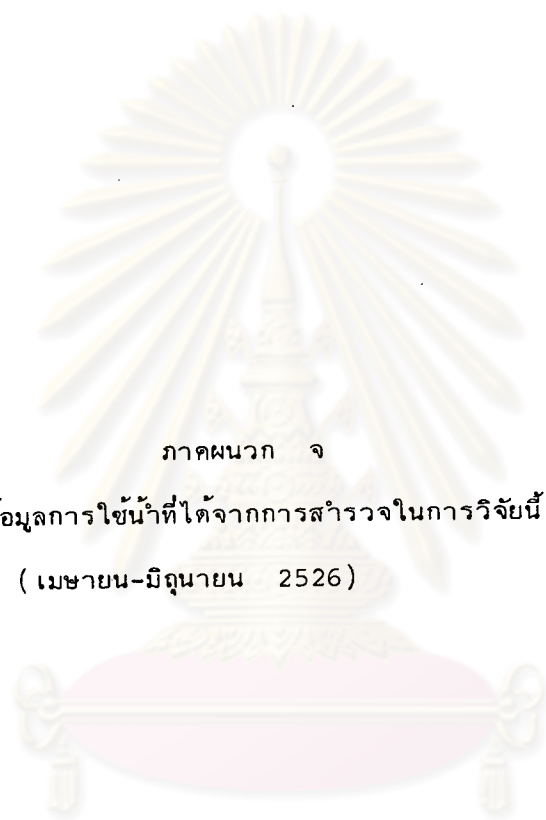 ภาคผนวก จ
้อมูลการใช้น้ำที่ได้จากการสำรวจในการวิจัยนี้
( เมษายน-มิถุนายน 2526)